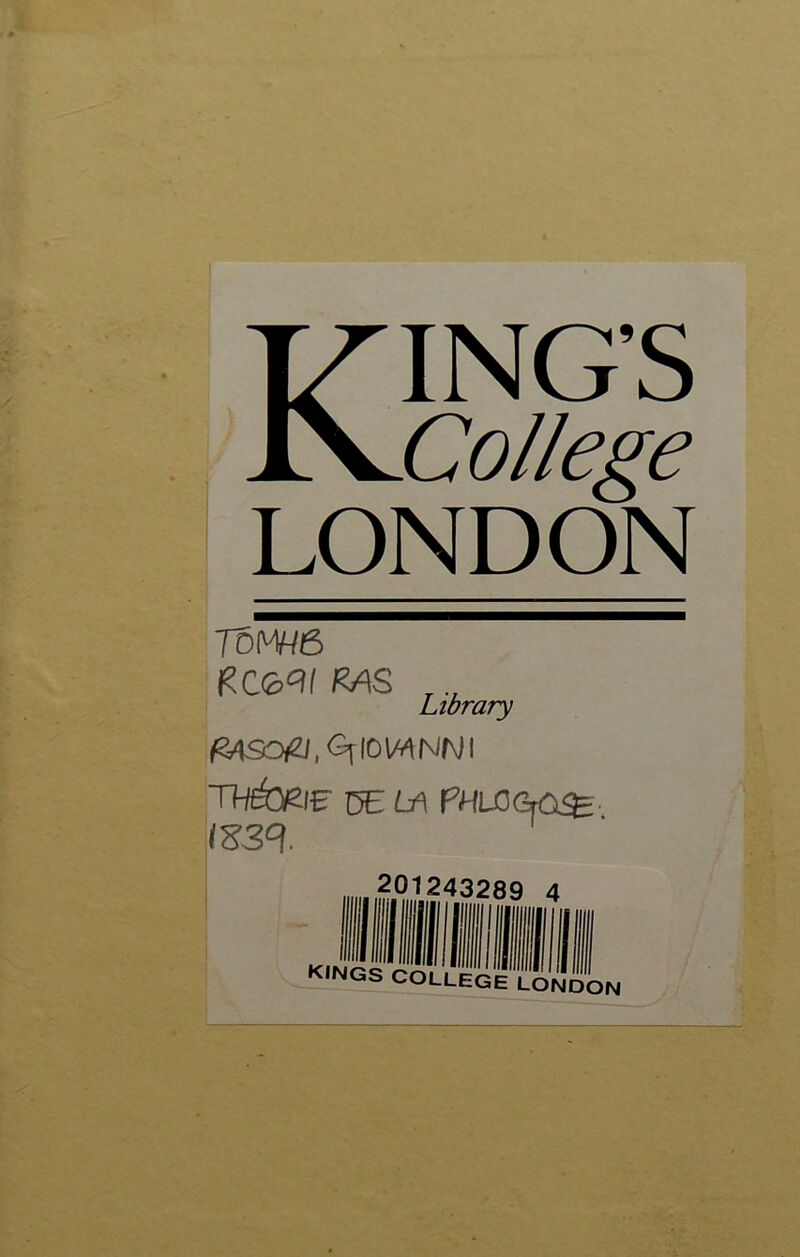 KING'S
College
LONDON
TOMH6
RC691 RAS
Library
RASORI, GIOVANNI
THÉORIE DE LA PHLOGOSE.
1839.
201243289 4
KINGS COLLEGE LONDON